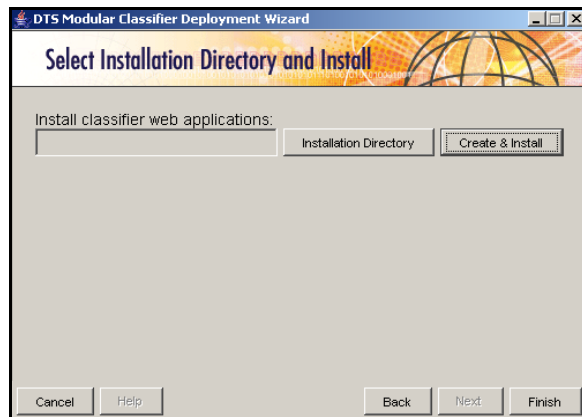 DTS Modular Classifier Deployment Wizard
Select Installation Directory and Install
Install classifier web applications:
Installation Directory
Create & Install
Cancel
Help
Back
Next
Finish